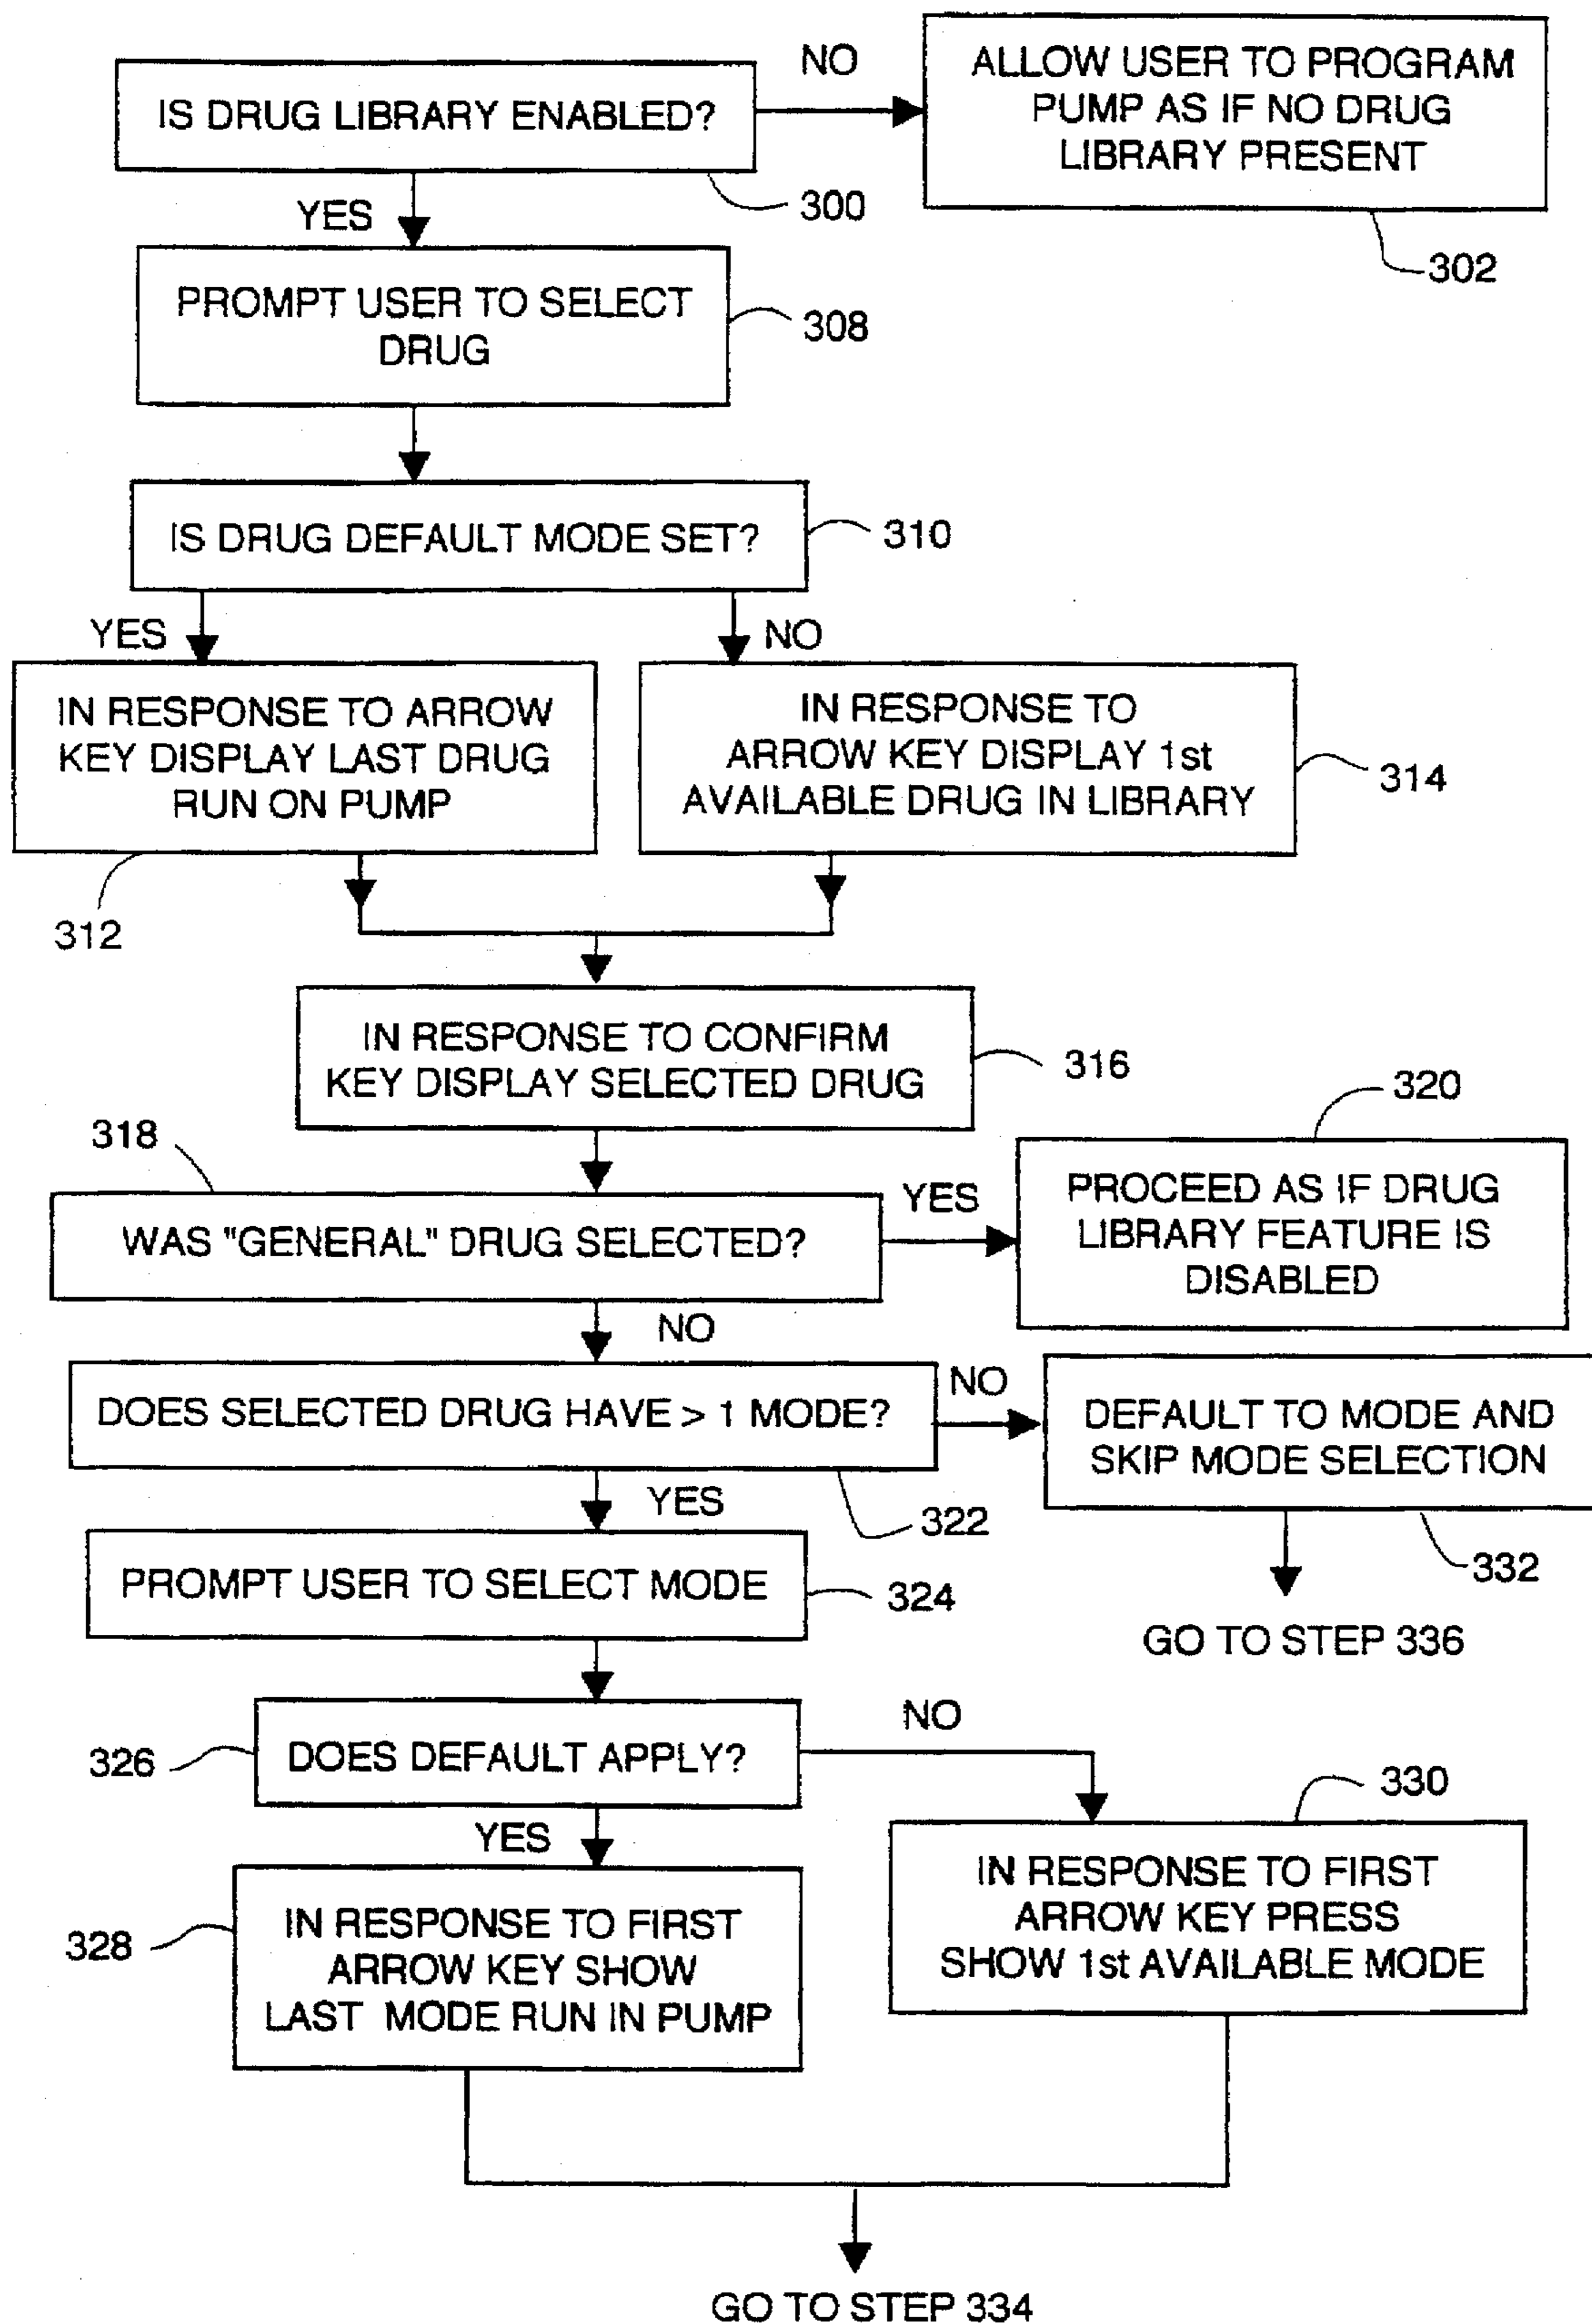 IS DRUG LIBRARY ENABLED?
NO
ALLOW USER TO PROGRAM
PUMP AS IF NO DRUG
LIBRARY PRESENT
300
302
YES
PROMPT USER TO SELECT
DRUG
308
IS DRUG DEFAULT MODE SET?
310
YES
NO
IN RESPONSE TO ARROW
KEY DISPLAY LAST DRUG
RUN ON PUMP
312
IN RESPONSE TO
ARROW KEY DISPLAY 1st
AVAILABLE DRUG IN LIBRARY
314
IN RESPONSE TO CONFIRM
KEY DISPLAY SELECTED DRUG
316
318
WAS "GENERAL" DRUG SELECTED?
YES
320
PROCEED AS IF DRUG
LIBRARY FEATURE IS
DISABLED
NO
DOES SELECTED DRUG HAVE > 1 MODE?
322
NO
DEFAULT TO MODE AND
SKIP MODE SELECTION
332
GO TO STEP 336
YES
PROMPT USER TO SELECT MODE
324
326
DOES DEFAULT APPLY?
NO
330
IN RESPONSE TO FIRST
ARROW KEY PRESS
SHOW 1st AVAILABLE MODE
YES
328
IN RESPONSE TO FIRST
ARROW KEY SHOW
LAST MODE RUN IN PUMP
GO TO STEP 334